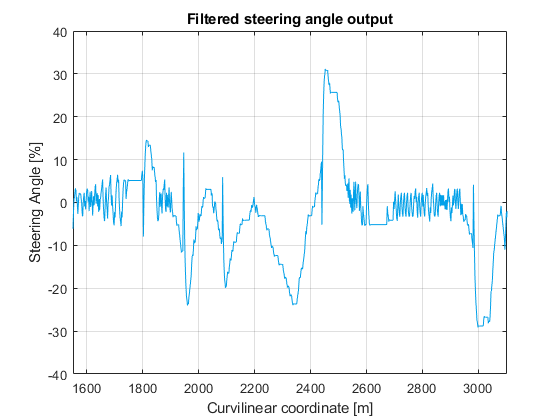 Filtered steering angle output
40
30
20
10
0
-10
-20
-30
-40
Steering Angle [%]
1600 1800 2000 2200 2400 2600 2800 3000
Curvilinear coordinate [m]